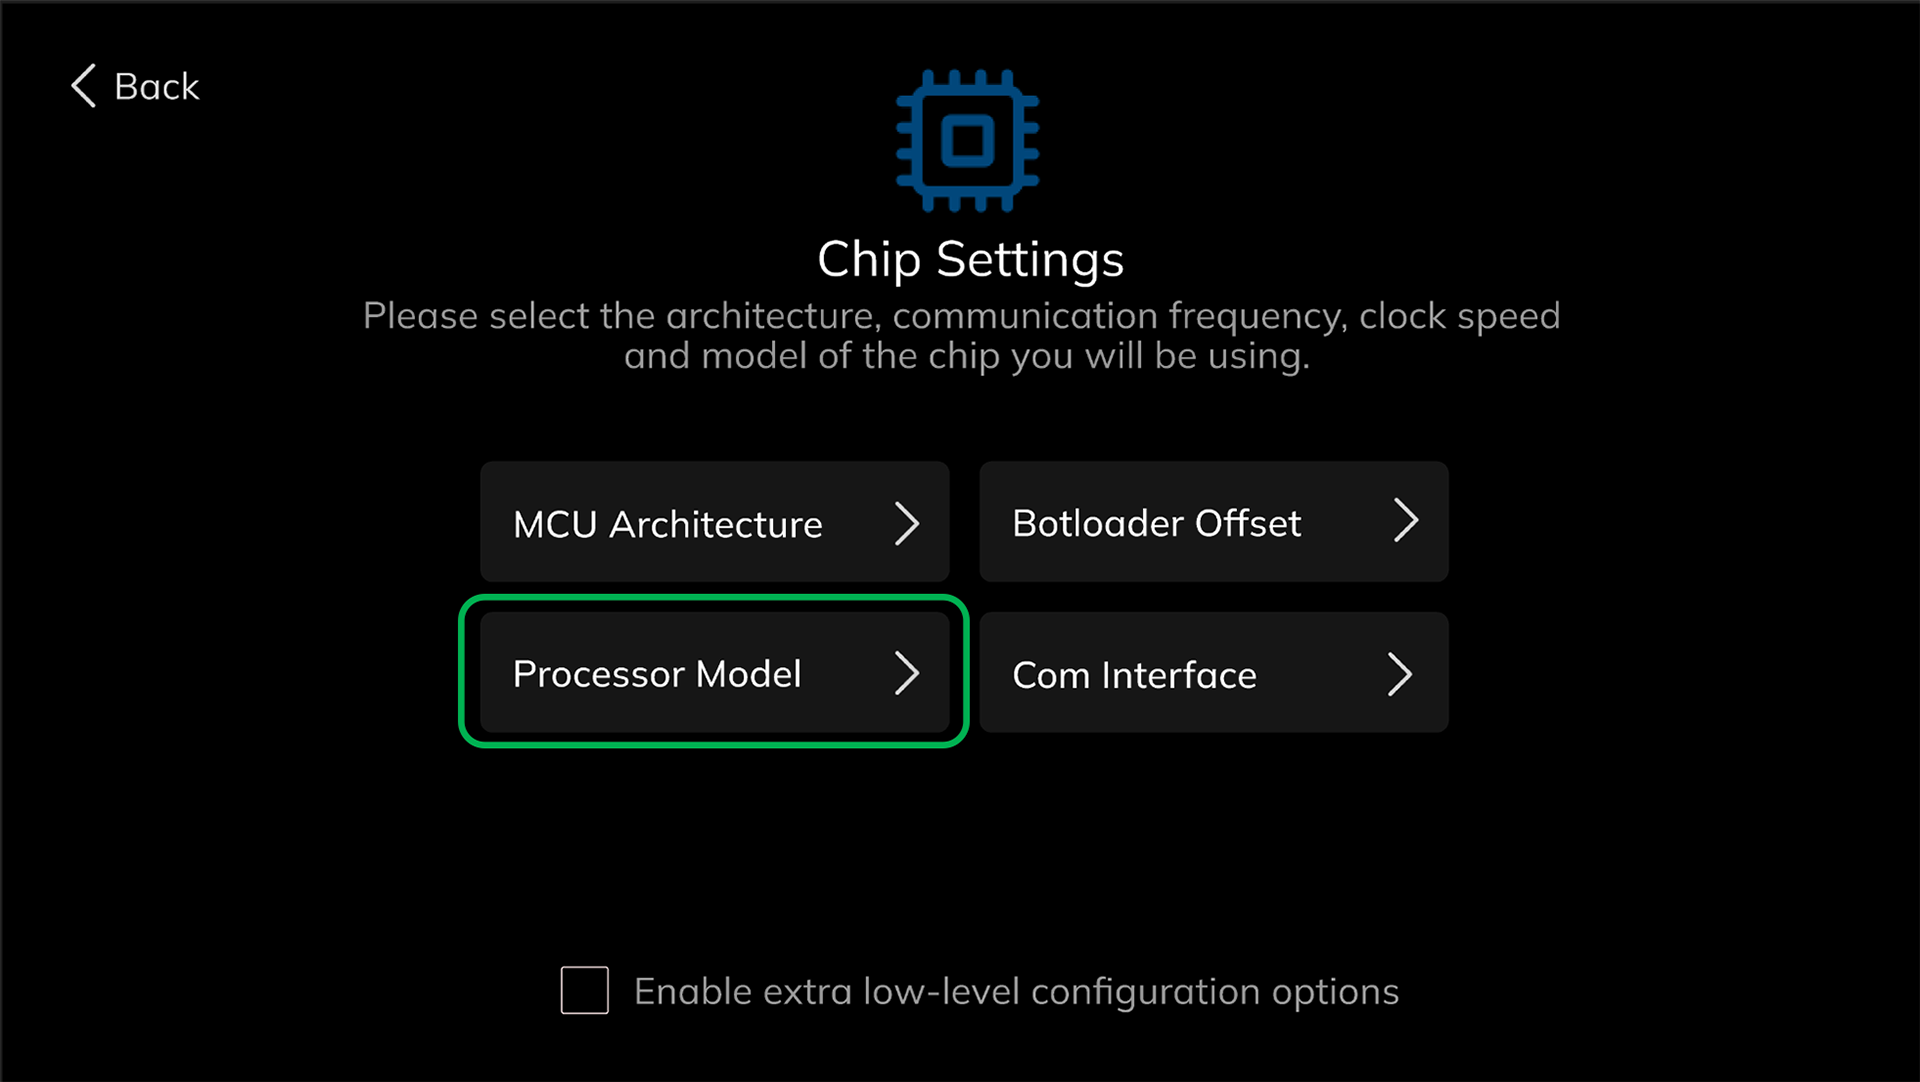 Back
Chip Settings
Please select the architecture, communication frequency, clock speed
and model of the chip you will be using.
MCU Architecture
Botloader Offset
Processor Model
Com Interface
Enable extra low-level configuration options